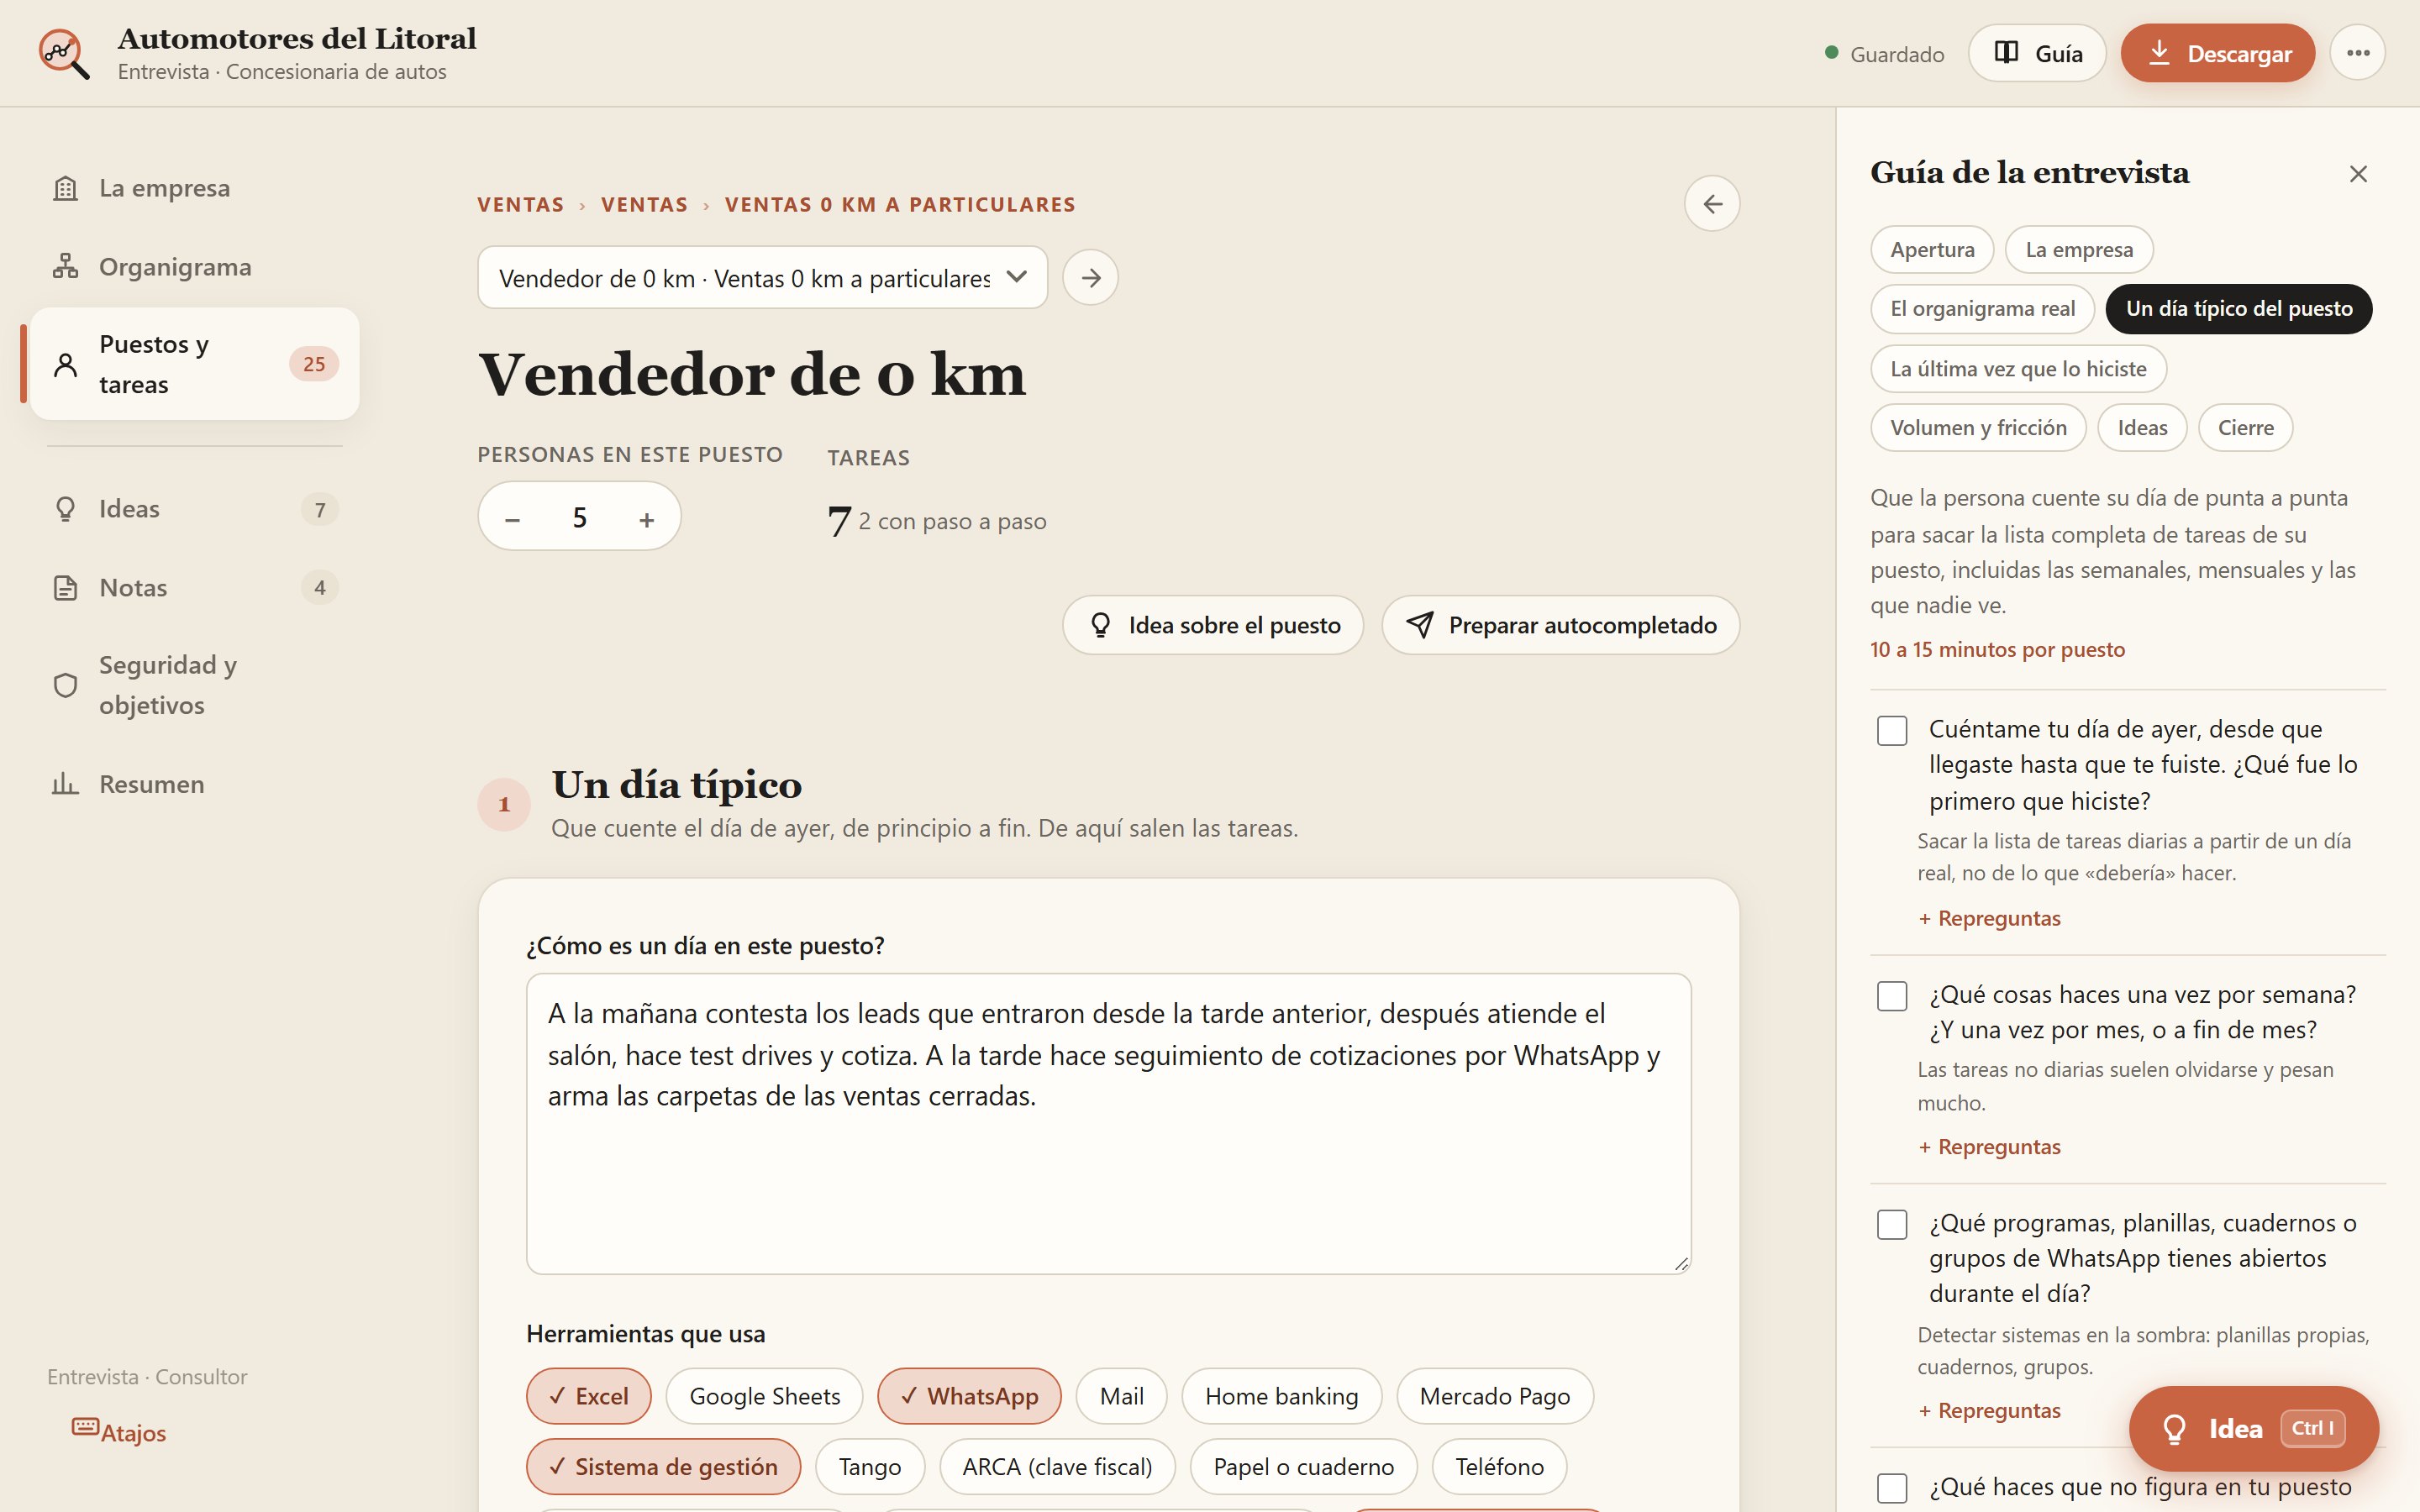 Automotores del Litoral
Entrevista · Concesionaria de autos
Guardado
Guía
Descargar
La empresa
Organigrama
Puestos y
tareas
25
Ideas
7
Notas
4
Seguridad y
objetivos
Resumen
Entrevista · Consultor
Atajos
VENTAS › VENTAS › VENTAS 0 KM A PARTICULARES
Vendedor de 0 km · Ventas 0 km a particulares
Vendedor de 0 km
PERSONAS EN ESTE PUESTO
TAREAS
− 5 +
7 2 con paso a paso
Idea sobre el puesto
Preparar autocompletado
1
Un día típico
Que cuente el día de ayer, de principio a fin. De aquí salen las tareas.
¿Cómo es un día en este puesto?
A la mañana contesta los leads que entraron desde la tarde anterior, después atiende el
salón, hace test drives y cotiza. A la tarde hace seguimiento de cotizaciones por WhatsApp y
arma las carpetas de las ventas cerradas.
Herramientas que usa
✓ Excel
Google Sheets
✓ WhatsApp
Mail
Home banking
Mercado Pago
✓ Sistema de gestión
Tango
ARCA (clave fiscal)
Papel o cuaderno
Teléfono
Guía de la entrevista
Apertura
La empresa
El organigrama real
Un día típico del puesto
La última vez que lo hiciste
Volumen y fricción
Ideas
Cierre
Que la persona cuente su día de punta a punta
para sacar la lista completa de tareas de su
puesto, incluidas las semanales, mensuales y las
que nadie ve.
10 a 15 minutos por puesto
Cuéntame tu día de ayer, desde que
llegaste hasta que te fuiste. ¿Qué fue lo
primero que hiciste?
Sacar la lista de tareas diarias a partir de un día
real, no de lo que «debería» hacer.
+ Repreguntas
¿Qué cosas haces una vez por semana?
¿Y una vez por mes, o a fin de mes?
Las tareas no diarias suelen olvidarse y pesan
mucho.
+ Repreguntas
¿Qué programas, planillas, cuadernos o
grupos de WhatsApp tienes abiertos
durante el día?
Detectar sistemas en la sombra: planillas propias,
cuadernos, grupos.
+ Repreguntas
Idea
Ctrl I
¿Qué haces que no figura en tu puesto